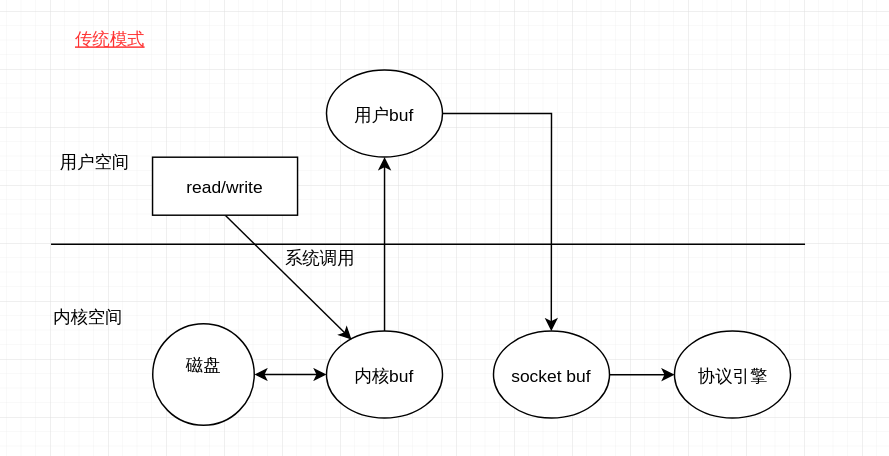 传统模式
用户buf
用户空间
read/write
系统调用
内核空间
磁盘
内核buf
socket buf
协议引擎